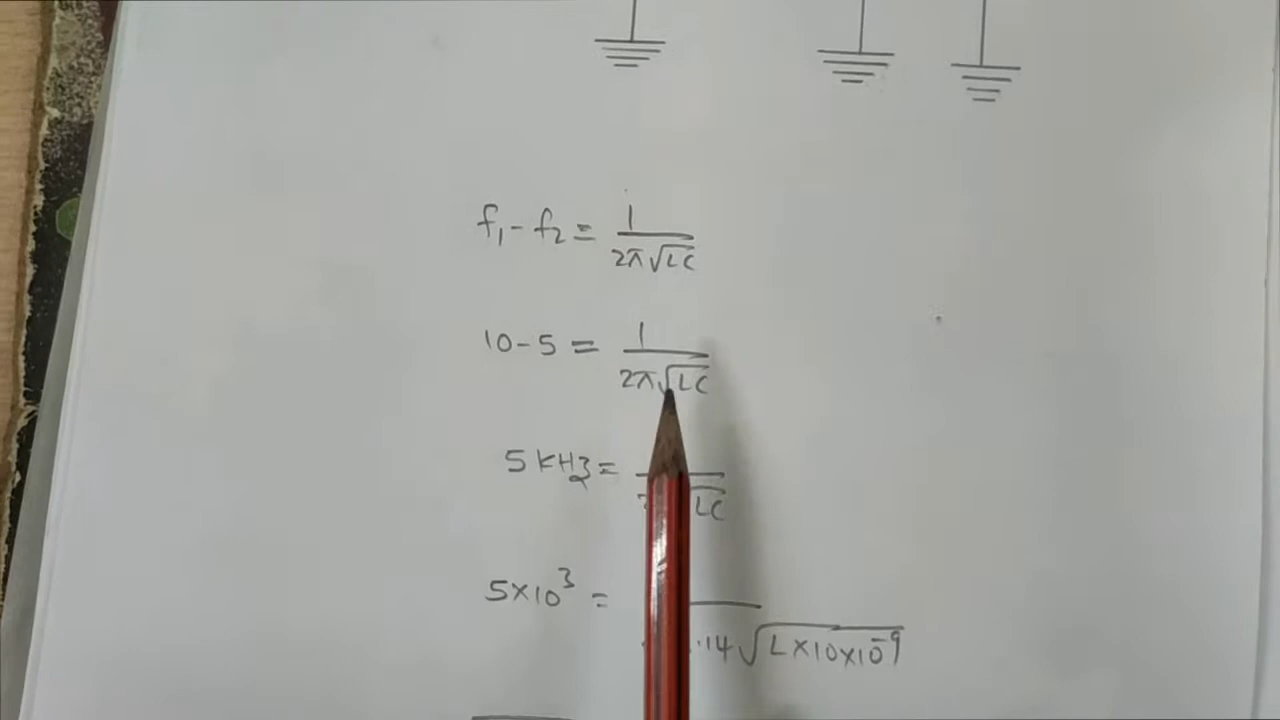 f₁ - f₂ = 1 / 2π√LC
10 - 5 = 1 / 2π√LC
5 KHz = LC
5×10³ = .14√L×10×10⁻⁹